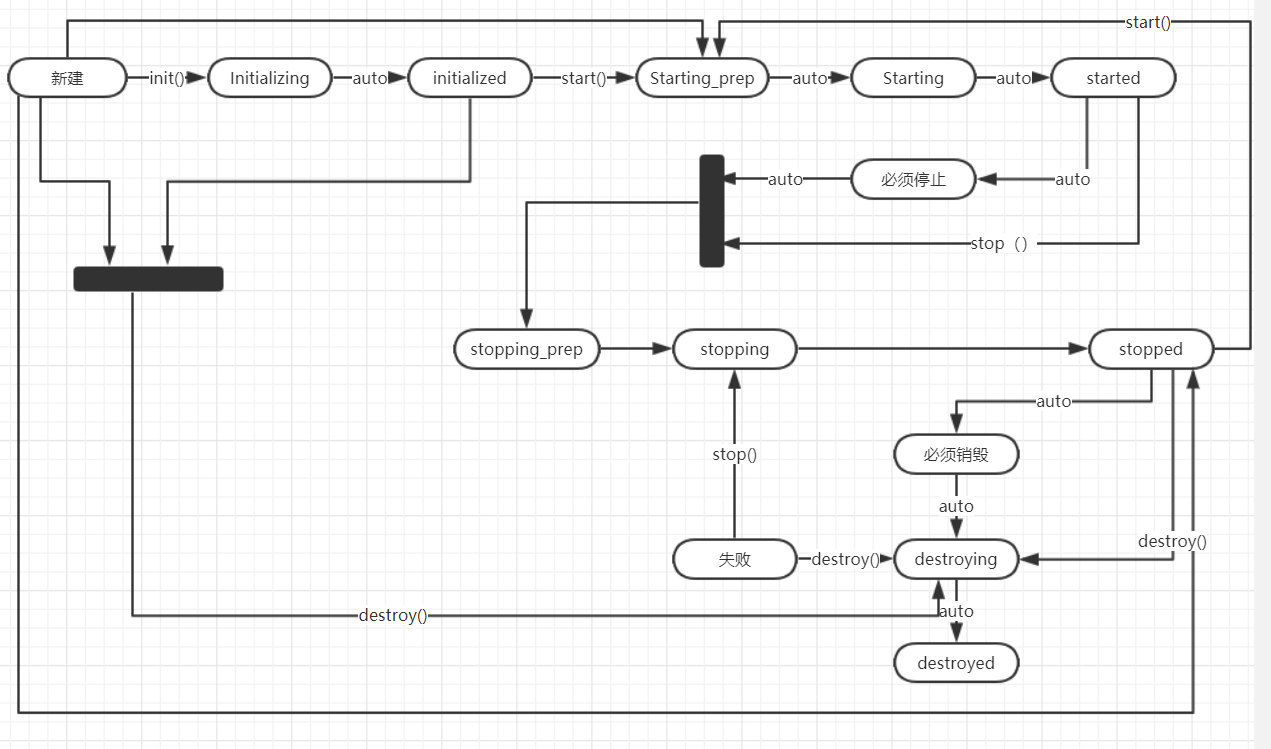 start()
新建
init()
Initializing
auto
initialized
start()
Starting_prep
auto
Starting
auto
started
auto
必须停止
auto
stop（）
stopping_prep
stopping
stopped
auto
必须销毁
stop()
auto
destroy()
失败
destroy()
destroying
destroy()
auto
destroyed